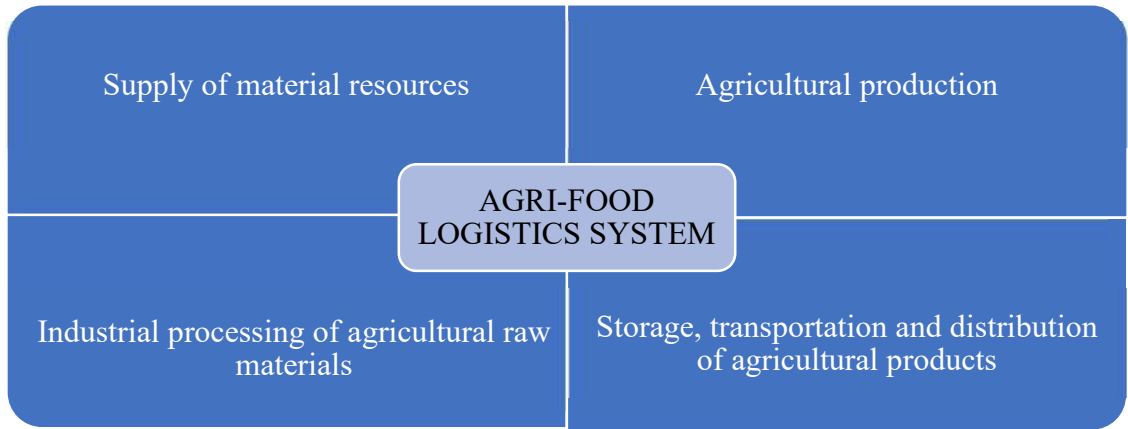 Supply of material resources
Agricultural production
AGRI-FOOD
LOGISTICS SYSTEM
Industrial processing of agricultural raw
materials
Storage, transportation and distribution
of agricultural products